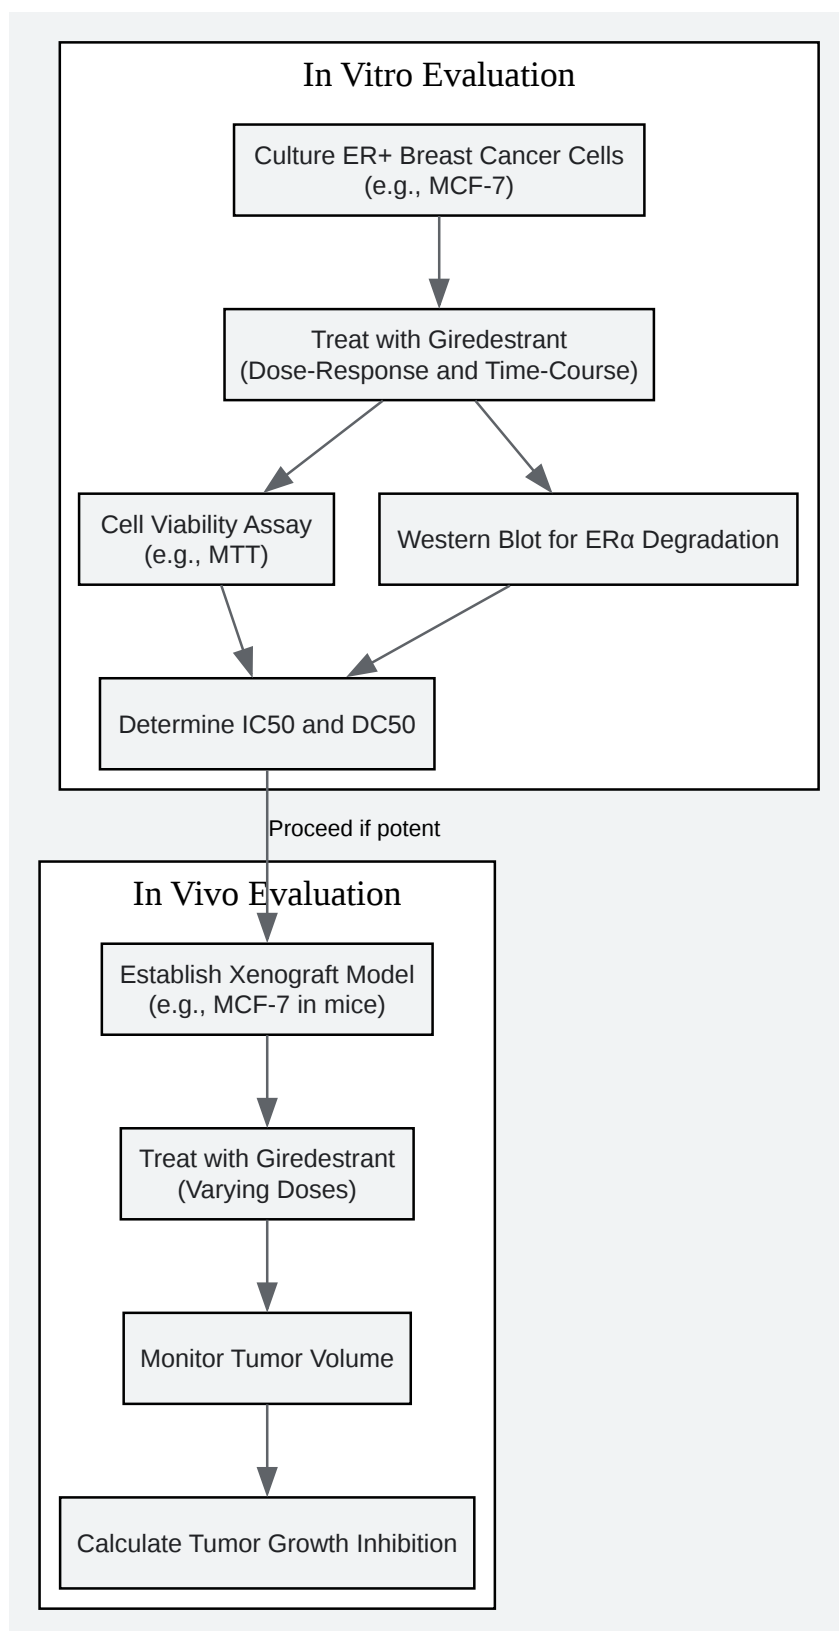 In Vitro Evaluation
Culture ER+ Breast Cancer Cells
(e.g., MCF-7)
Treat with Giredestrant
(Dose-Response and Time-Course)
Cell Viability Assay
(e.g., MTT)
Western Blot for ERα Degradation
Determine IC50 and DC50
Proceed if potent
In Vivo Evaluation
Establish Xenograft Model
(e.g., MCF-7 in mice)
Treat with Giredestrant
(Varying Doses)
Monitor Tumor Volume
Calculate Tumor Growth Inhibition